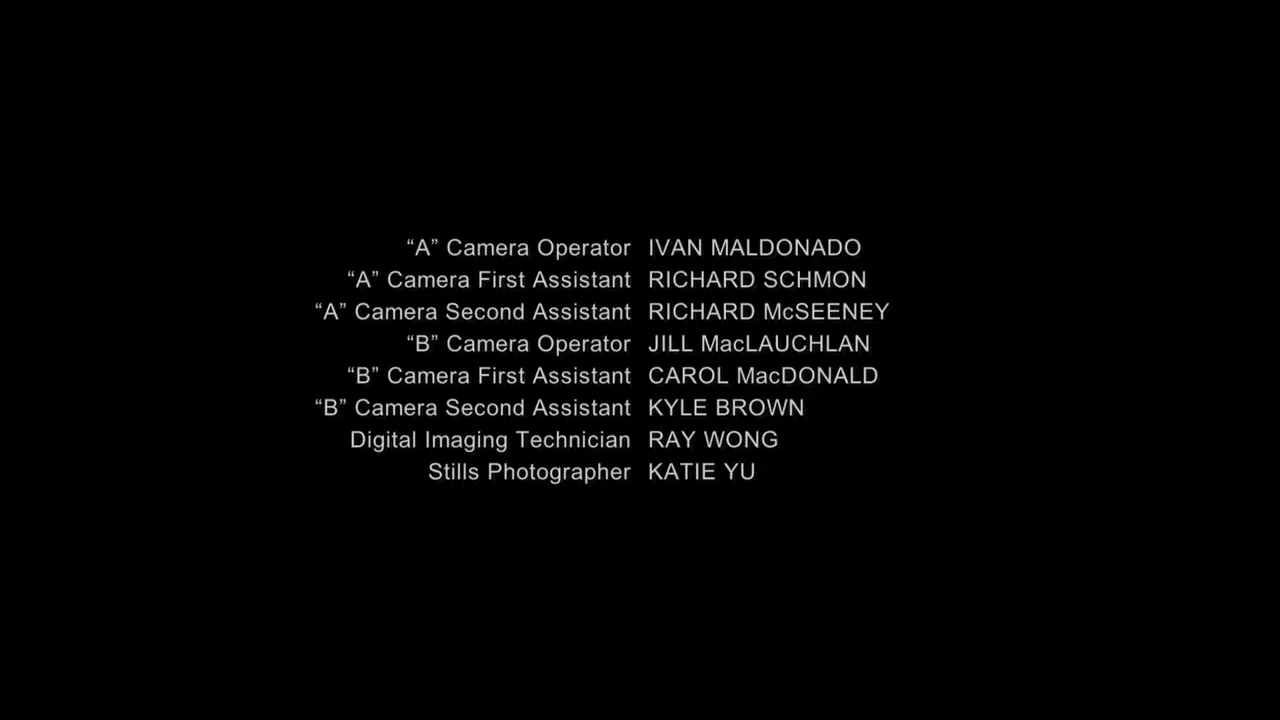 “A” Camera Operator IVAN MALDONADO
“A” Camera First Assistant RICHARD SCHMON
“A” Camera Second Assistant RICHARD McSEENEY
“B” Camera Operator JILL MacLAUCHLAN
“B” Camera First Assistant CAROL MacDONALD
“B” Camera Second Assistant KYLE BROWN
Digital Imaging Technician RAY WONG
Stills Photographer KATIE YU